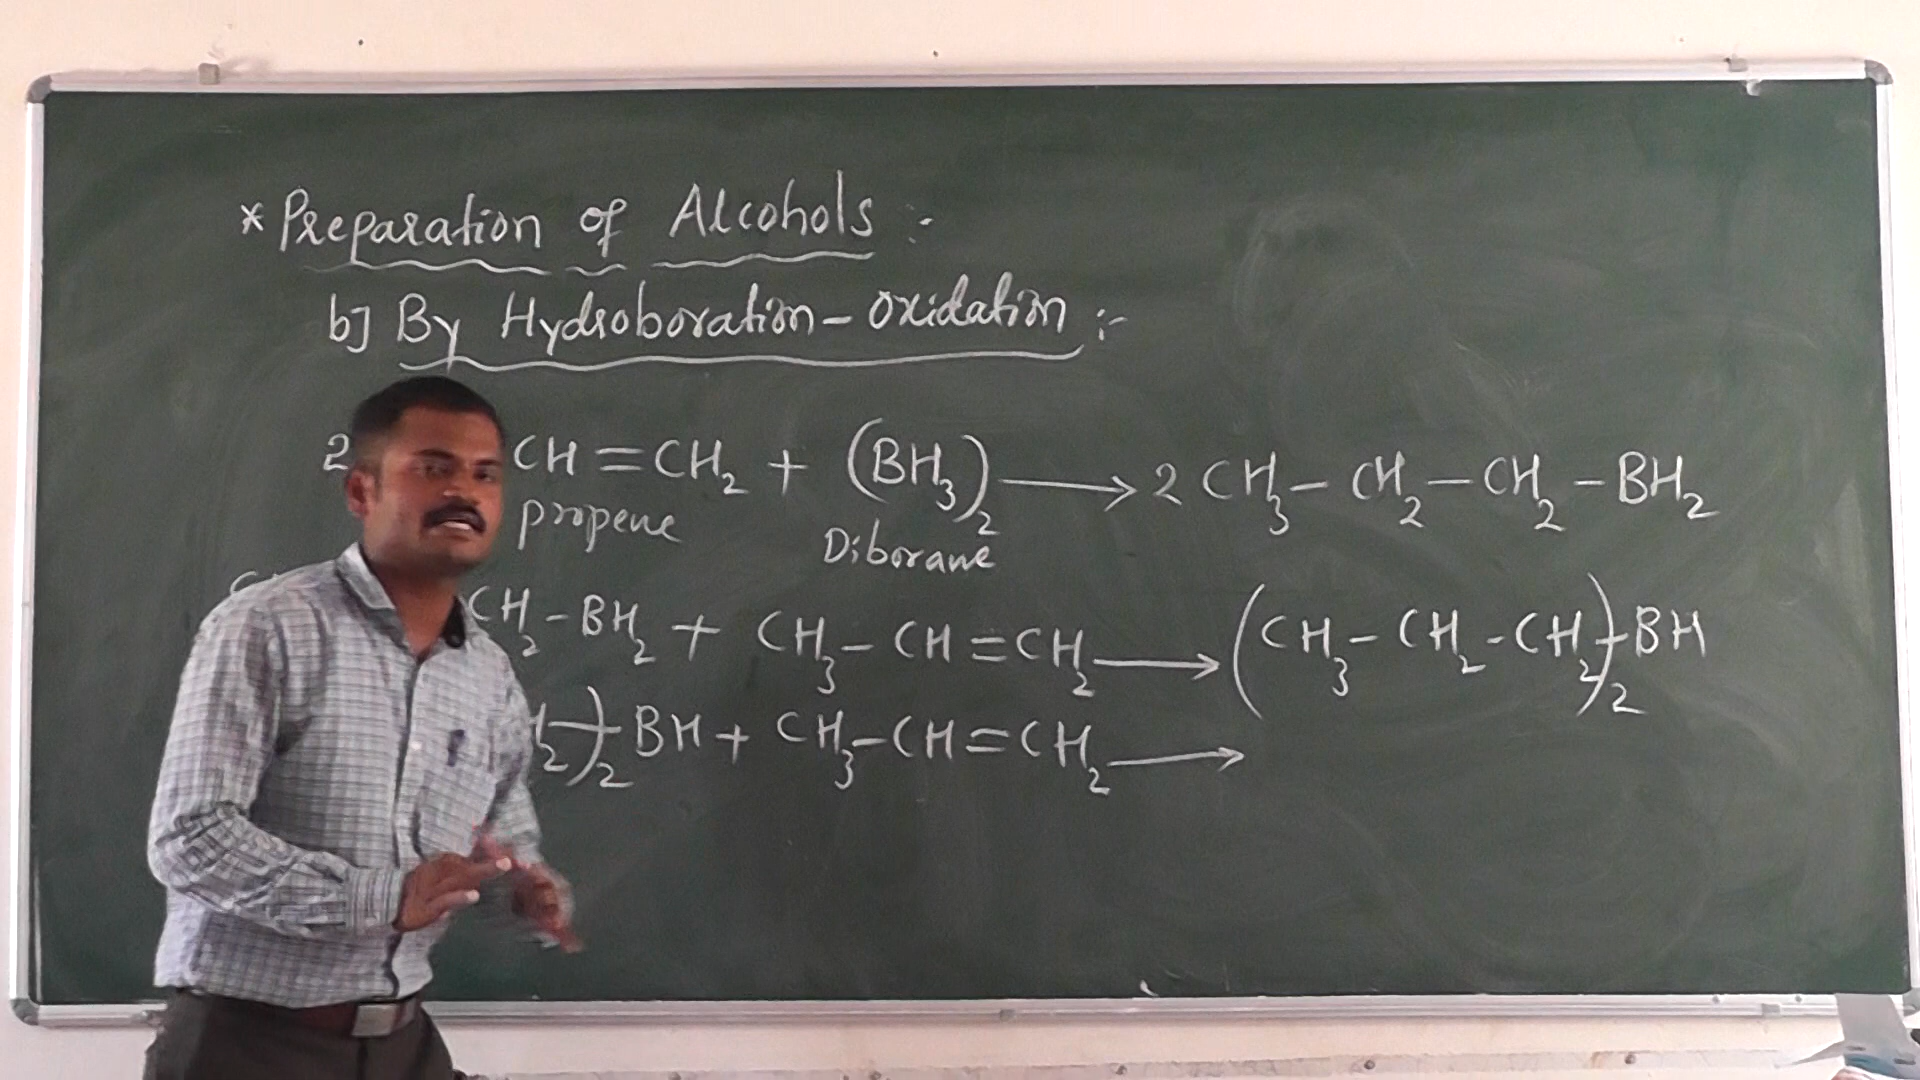 * Preparation of Alcohols :-
b] By Hydroboration - Oxidation :-
2 CH = CH₂ + (BH₃)₂ ⟶ 2 CH₃ - CH₂ - CH₂ - BH₂
propene Diborane
CH₂ - BH₂ + CH₃ - CH = CH₂ ⟶ (CH₃ - CH₂ - CH₂)₂ BH
)₂ BH + CH₃ - CH = CH₂ ⟶